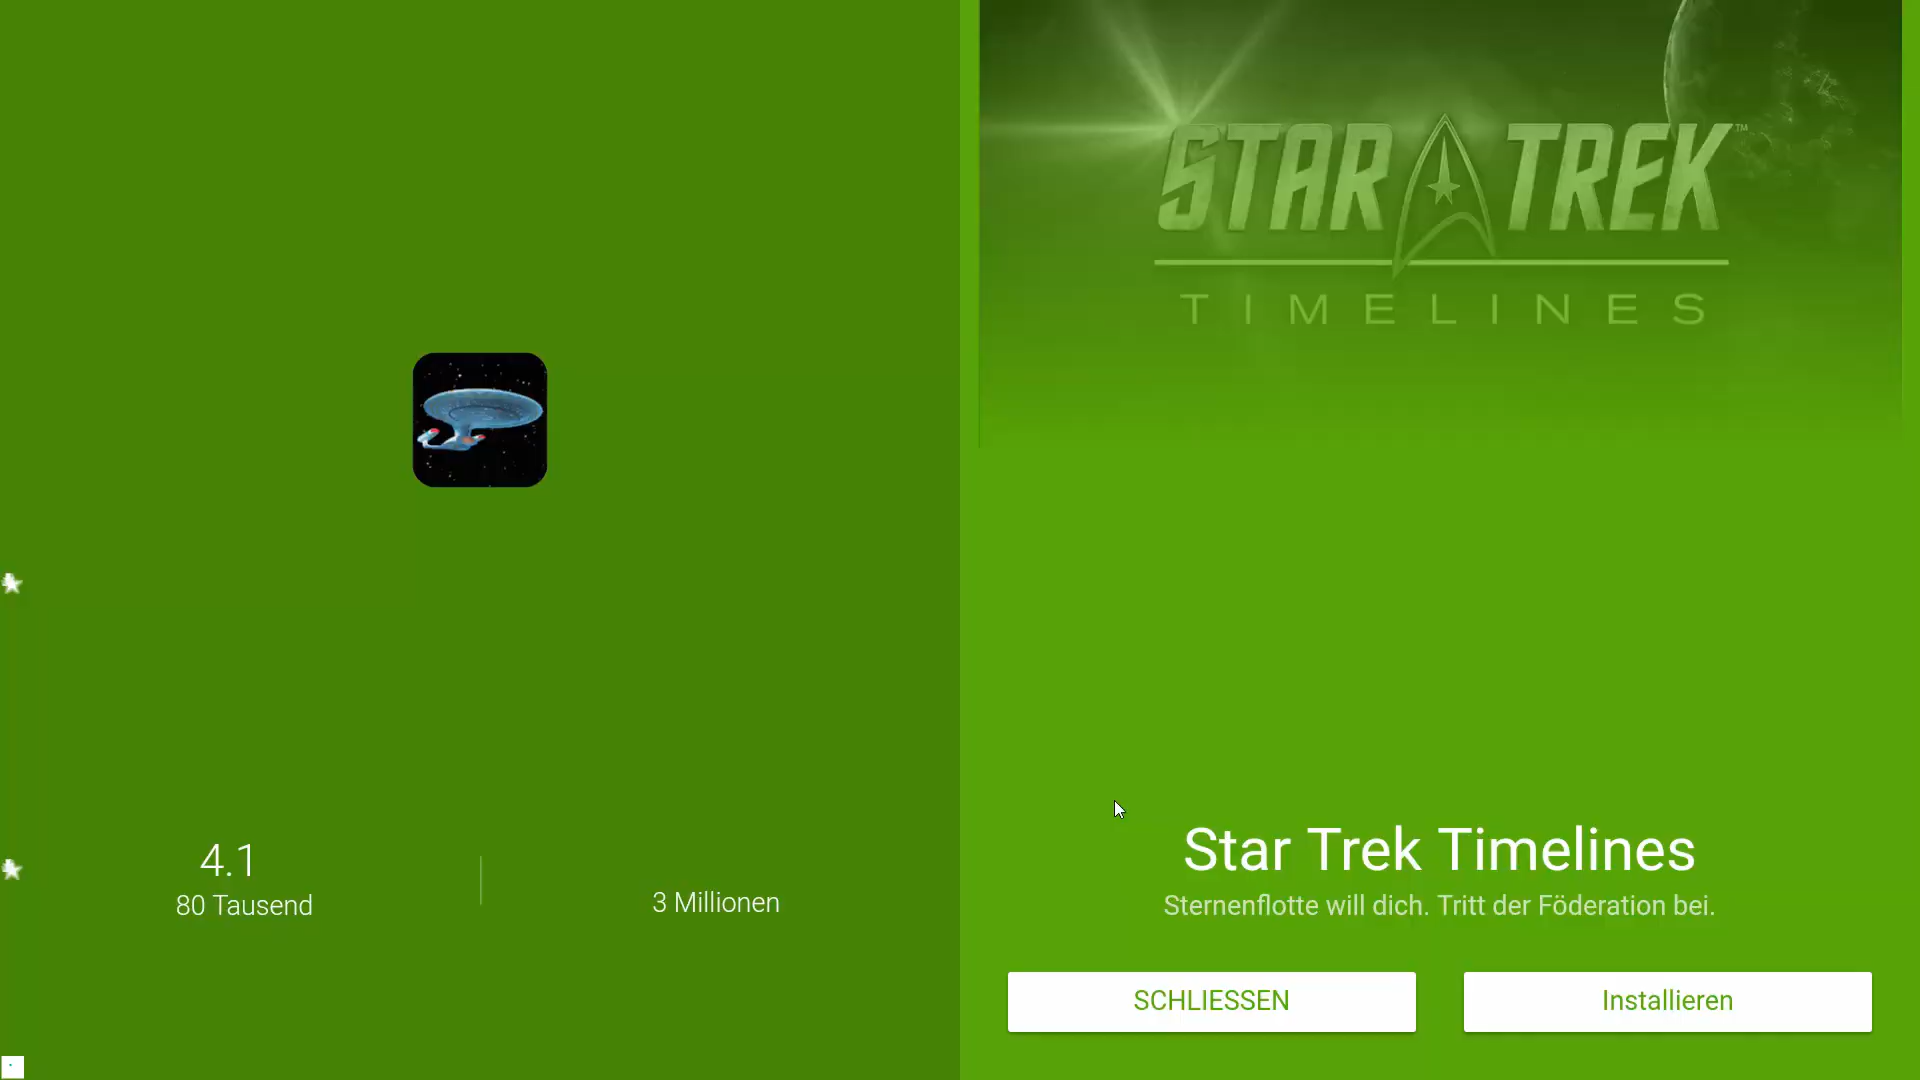 STAR TREK™
TIMELINES
4.1
80 Tausend
3 Millionen
Star Trek Timelines
Sternenflotte will dich. Tritt der Föderation bei.
SCHLIESSEN
Installieren